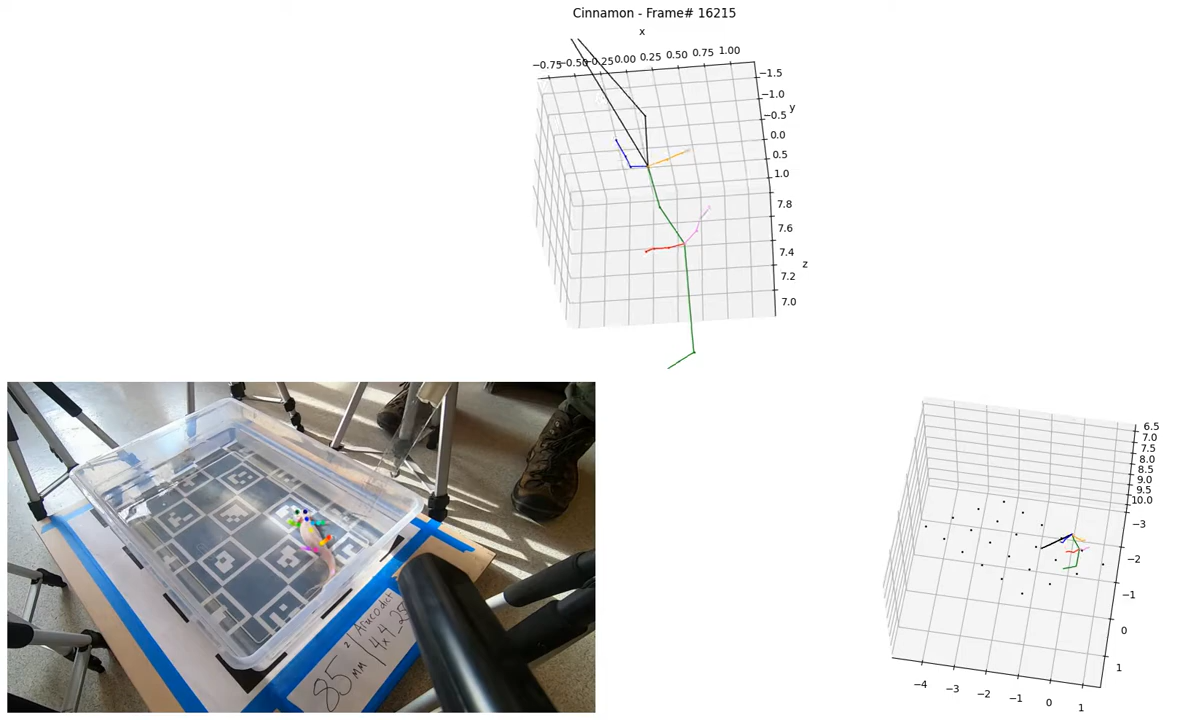 Cinnamon - Frame# 16215
x
−0.75 −0.50 −0.25 0.00 0.25 0.50 0.75 1.00
−1.5
−1.0
−0.5
y
0.0
0.5
1.0
7.8
7.6
7.4
z
7.2
7.0
85 MM
Aruco dict
4x4_25
6.5
7.0
7.5
8.0
8.5
9.0
9.5
10.0
−3
−2
−1
0
1
−4 −3 −2 −1 0 1